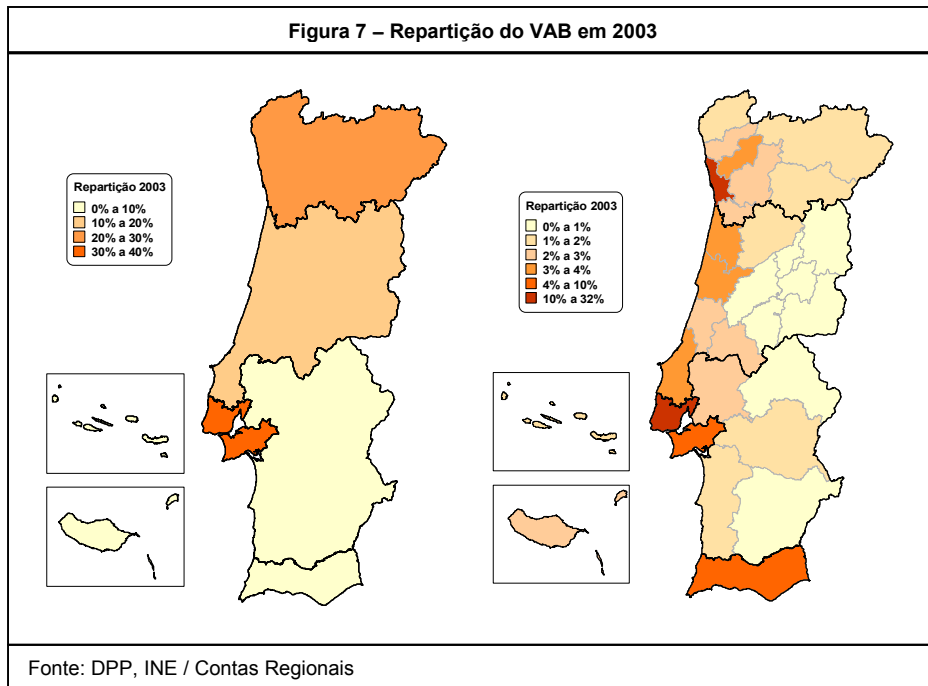 Figura 7 – Repartição do VAB em 2003
Repartição 2003
0% a 10%
10% a 20%
20% a 30%
30% a 40%
Repartição 2003
0% a 1%
1% a 2%
2% a 3%
3% a 4%
4% a 10%
10% a 32%
Fonte: DPP, INE / Contas Regionais